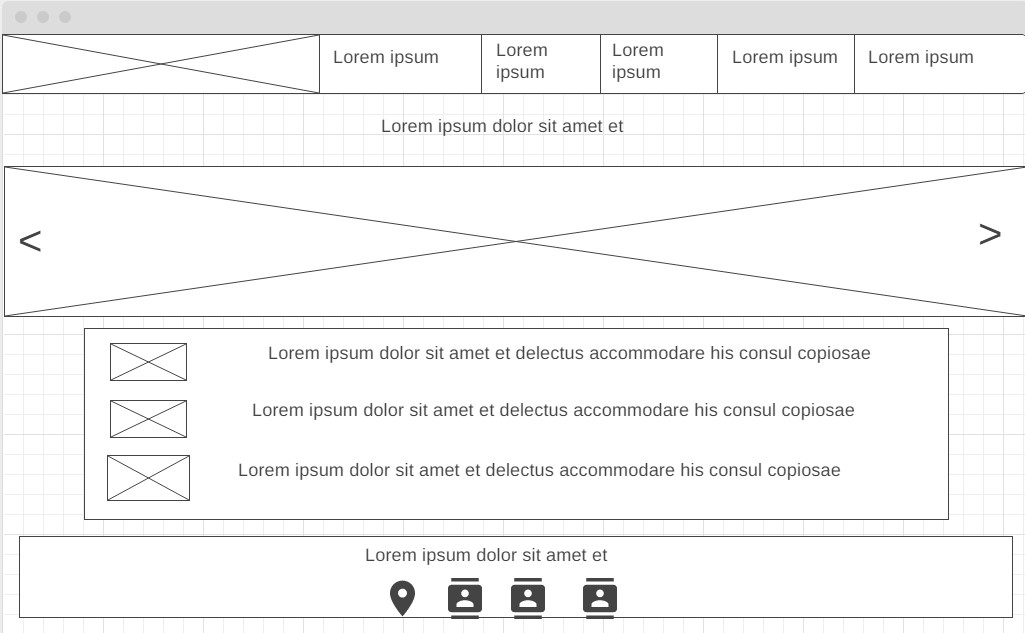 Lorem ipsum
Lorem
ipsum
Lorem
ipsum
Lorem ipsum
Lorem ipsum
Lorem ipsum dolor sit amet et
<
>
Lorem ipsum dolor sit amet et delectus accommodare his consul copiosae
Lorem ipsum dolor sit amet et delectus accommodare his consul copiosae
Lorem ipsum dolor sit amet et delectus accommodare his consul copiosae
Lorem ipsum dolor sit amet et